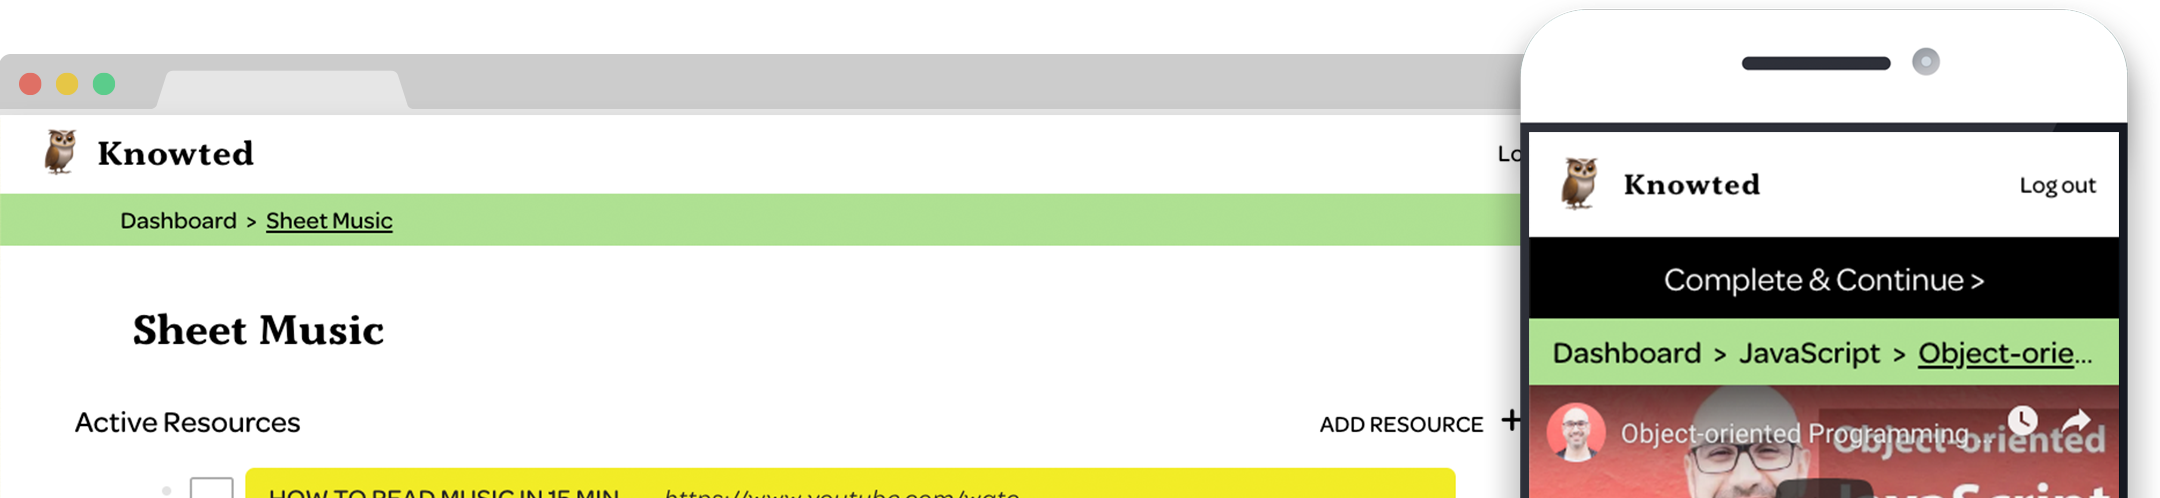 Knowted
Lo
Dashboard > Sheet Music
Sheet Music
Active Resources
ADD RESOURCE +
HOW TO READ MUSIC IN 15 MIN https://www.youtube.com/watc
Knowted
Log out
Complete & Continue >
Dashboard > JavaScript > Object-orie...
Object-oriented Programming ...
Object-oriented
JavaScript